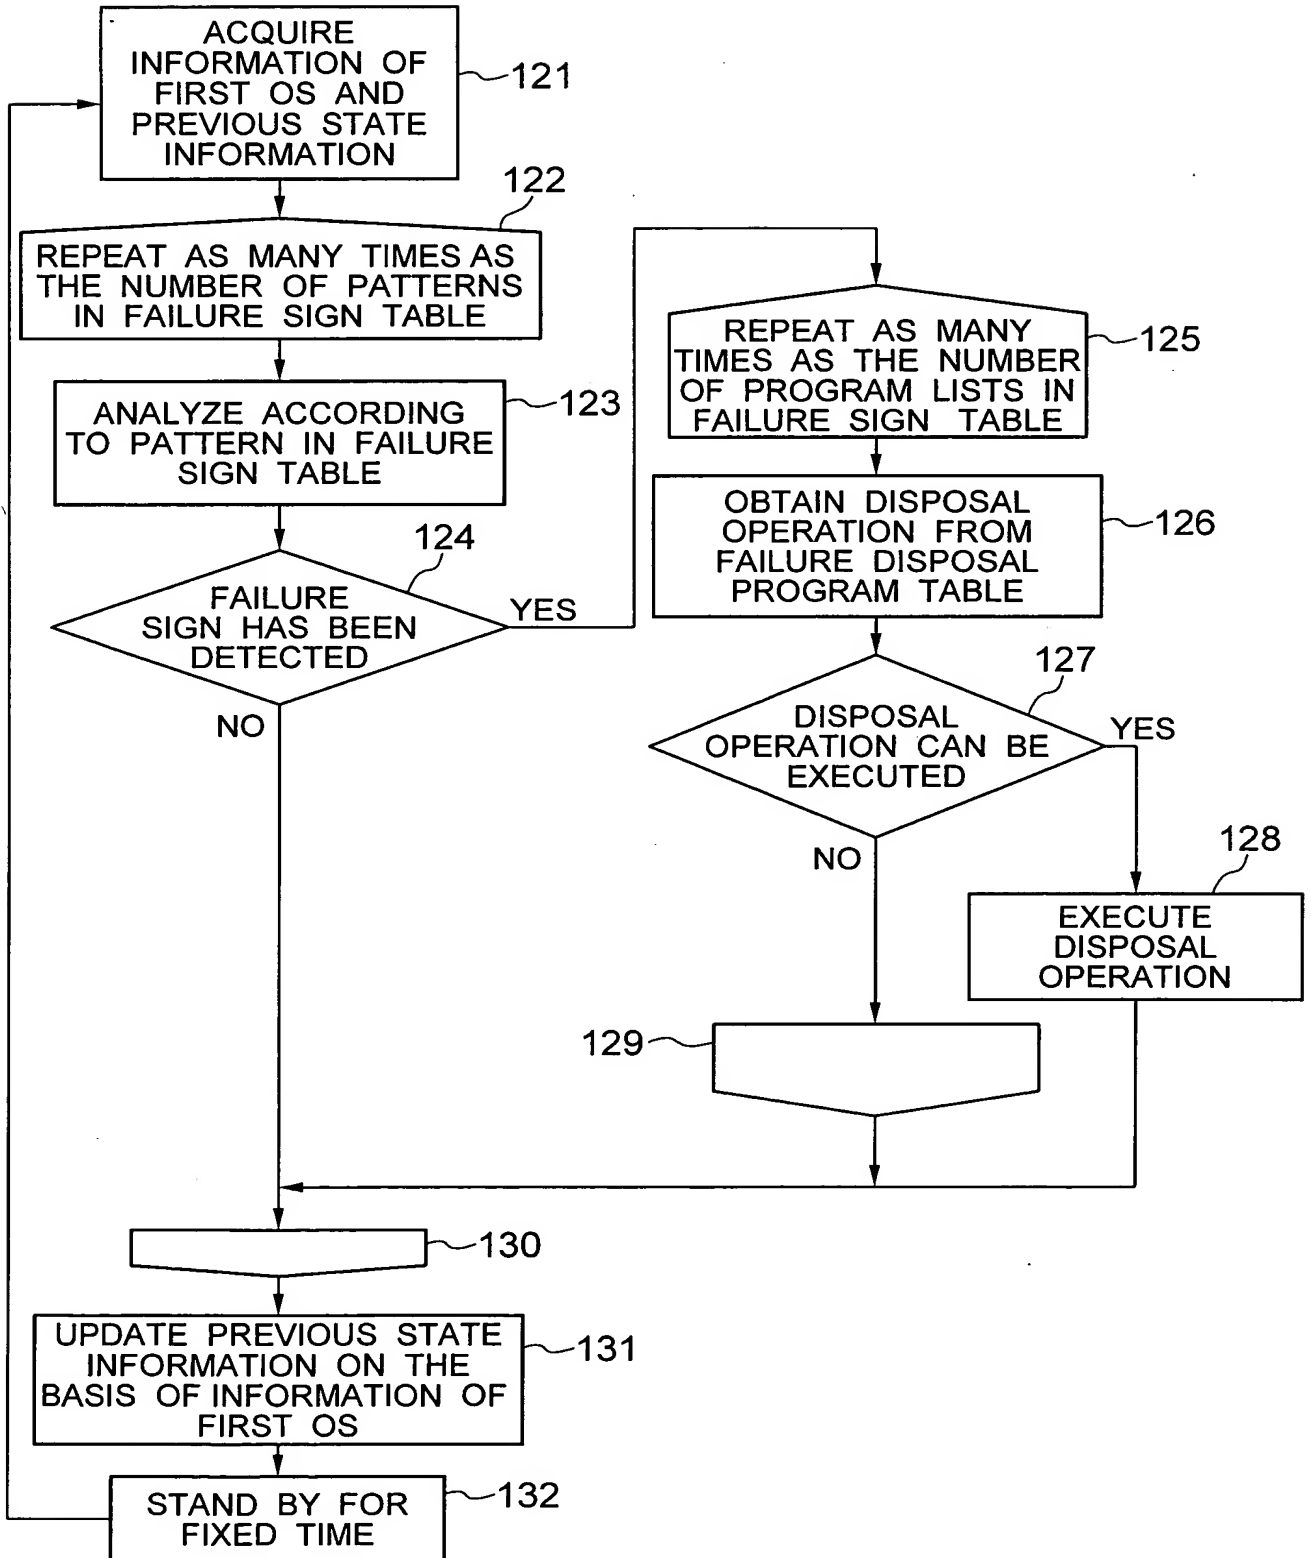 ACQUIRE
INFORMATION OF
FIRST OS AND
PREVIOUS STATE
INFORMATION
121
122
REPEAT AS MANY TIMES AS
THE NUMBER OF PATTERNS
IN FAILURE SIGN TABLE
ANALYZE ACCORDING
TO PATTERN IN FAILURE
SIGN TABLE
123
124
FAILURE
SIGN HAS BEEN
DETECTED
YES
NO
REPEAT AS MANY
TIMES AS THE NUMBER
OF PROGRAM LISTS IN
FAILURE SIGN TABLE
125
OBTAIN DISPOSAL
OPERATION FROM
FAILURE DISPOSAL
PROGRAM TABLE
126
127
DISPOSAL
OPERATION CAN BE
EXECUTED
YES
NO
128
EXECUTE
DISPOSAL
OPERATION
129
130
UPDATE PREVIOUS STATE
INFORMATION ON THE
BASIS OF INFORMATION OF
FIRST OS
131
STAND BY FOR
FIXED TIME
132